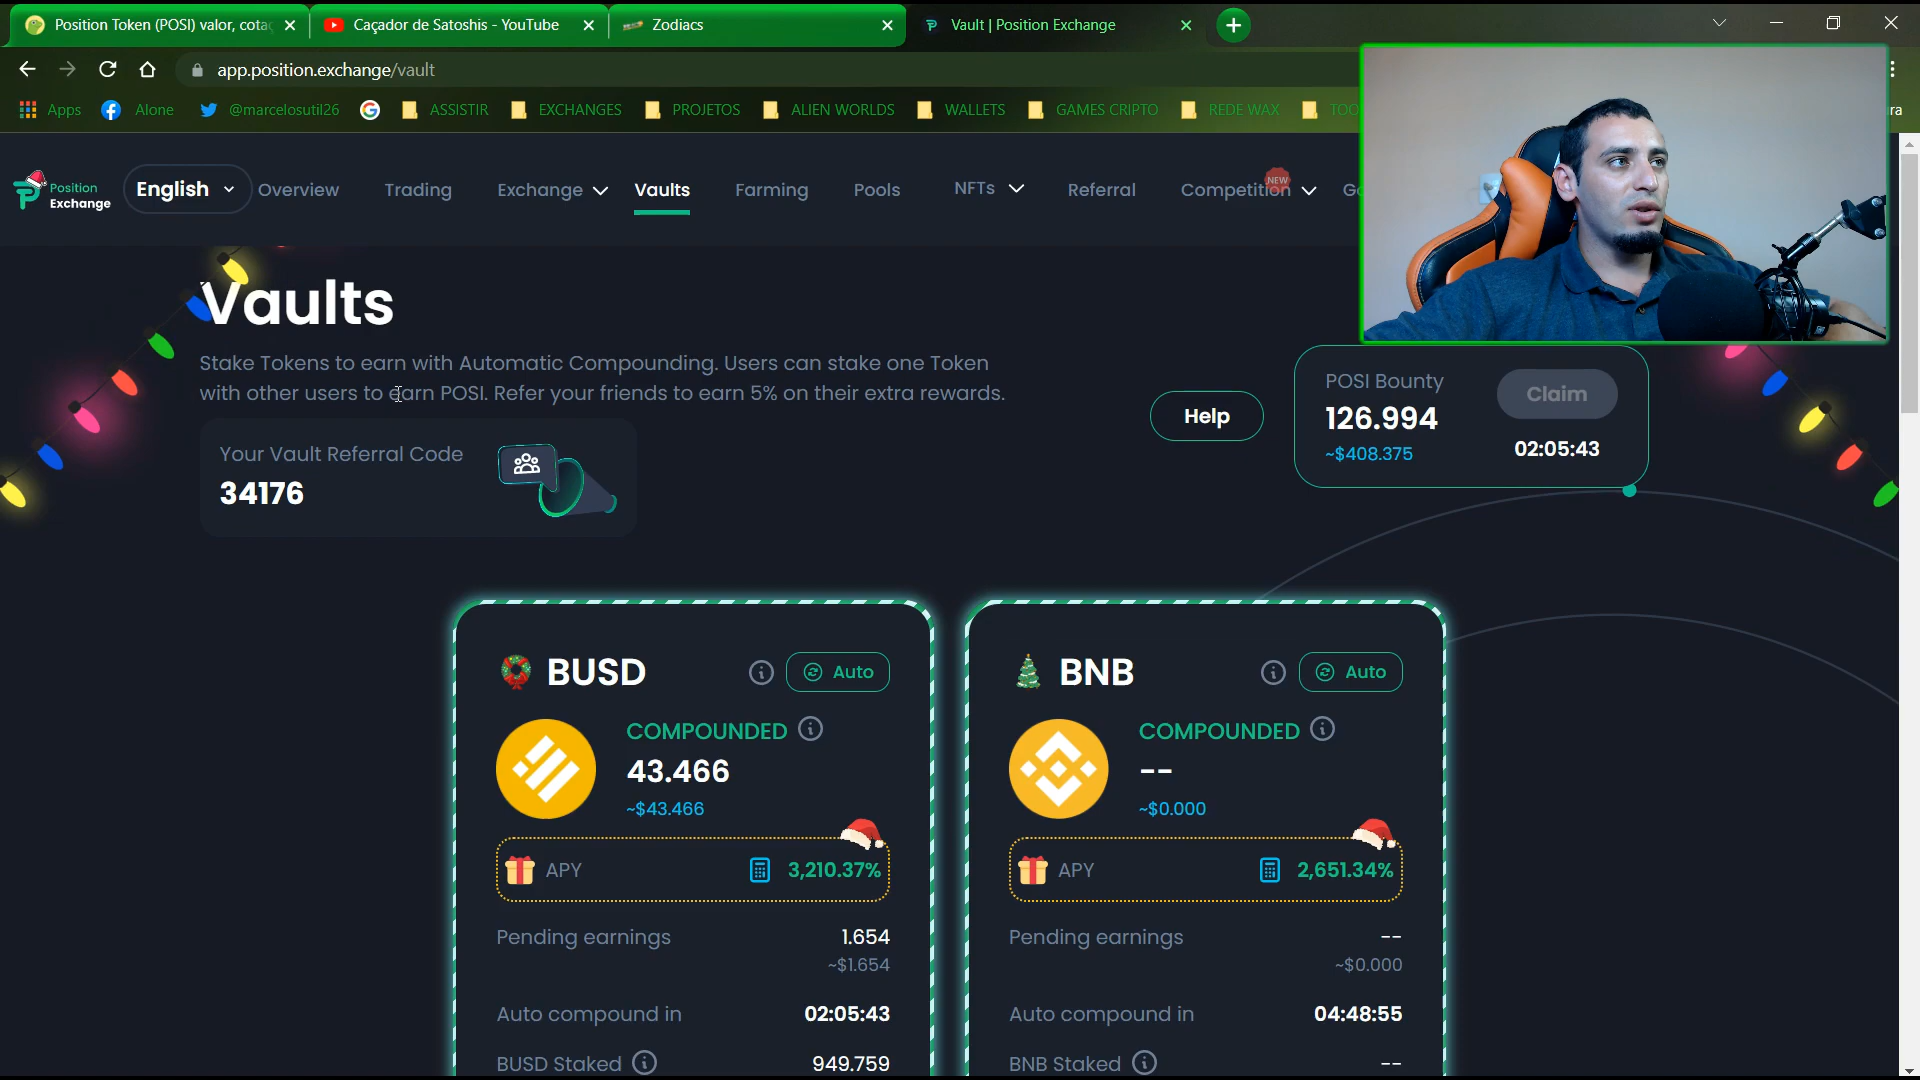 Position Token (POSI) valor, cota
Caçador de Satoshis - YouTube
Zodiacs
Vault | Position Exchange
app.position.exchange/vault
Apps
Alone
@marcelosutil26
ASSISTIR
EXCHANGES
PROJETOS
ALIEN WORLDS
WALLETS
GAMES CRIPTO
REDE WAX
TOO
ra
Position
Exchange
English
Overview
Trading
Exchange
Vaults
Farming
Pools
NFTs
Referral
Competition
NEW
Vaults
Stake Tokens to earn with Automatic Compounding. Users can stake one Token
with other users to earn POSI. Refer your friends to earn 5% on their extra rewards.
Your Vault Referral Code
34176
Help
POSI Bounty
126.994
~$408.375
Claim
02:05:43
BUSD
Auto
COMPOUNDED
43.466
~$43.466
APY
3,210.37%
Pending earnings
1.654
~$1.654
Auto compound in
02:05:43
BUSD Staked
949.759
BNB
Auto
COMPOUNDED
--
~$0.000
APY
2,651.34%
Pending earnings
--
~$0.000
Auto compound in
04:48:55
BNB Staked
--